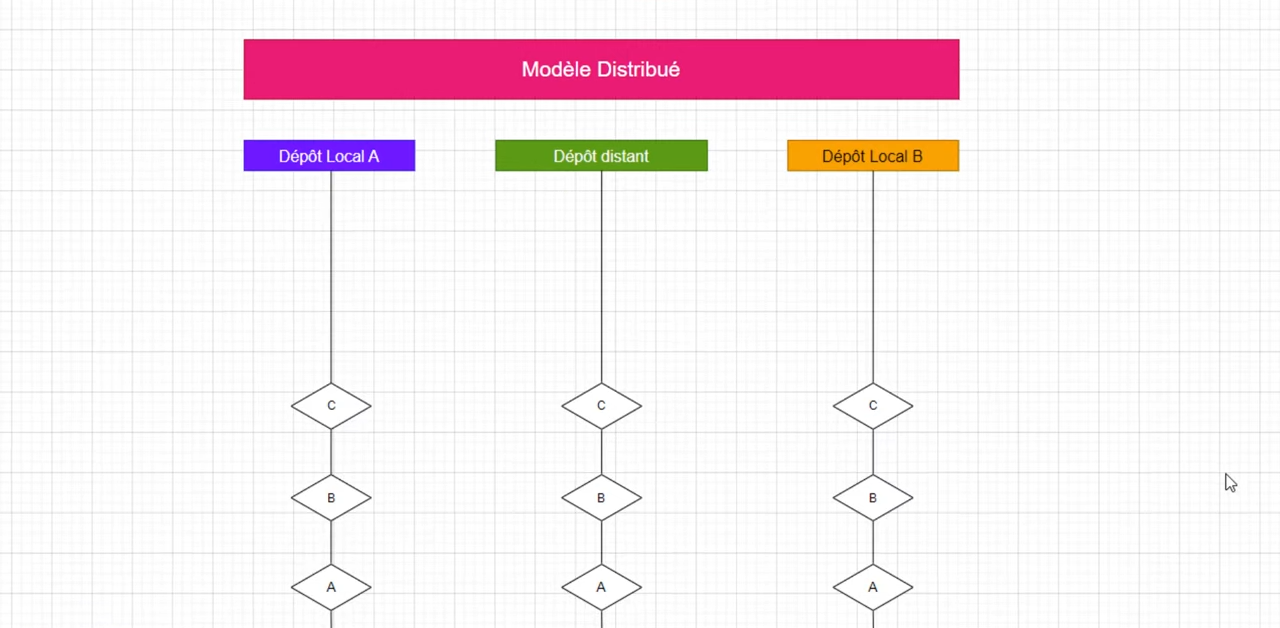 Modèle Distribué
Dépôt Local A
Dépôt distant
Dépôt Local B
C
C
C
B
B
B
A
A
A